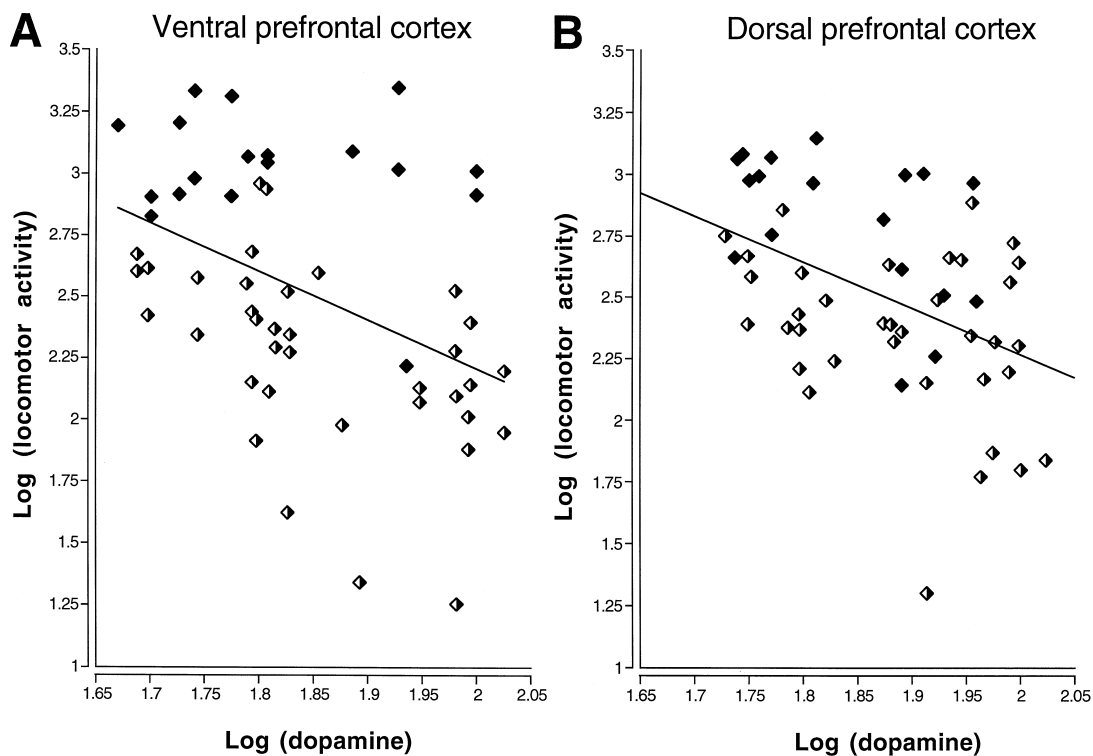 A
Ventral prefrontal cortex
3.5
3.25
3
2.75
2.5
2.25
2
1.75
1.5
1.25
1
1.65 1.7 1.75 1.8 1.85 1.9 1.95 2 2.05
Log (locomotor activity)
Log (dopamine)
B
Dorsal prefrontal cortex
3.5
3.25
3
2.75
2.5
2.25
2
1.75
1.5
1.25
1
1.65 1.7 1.75 1.8 1.85 1.9 1.95 2 2.05
Log (locomotor activity)
Log (dopamine)